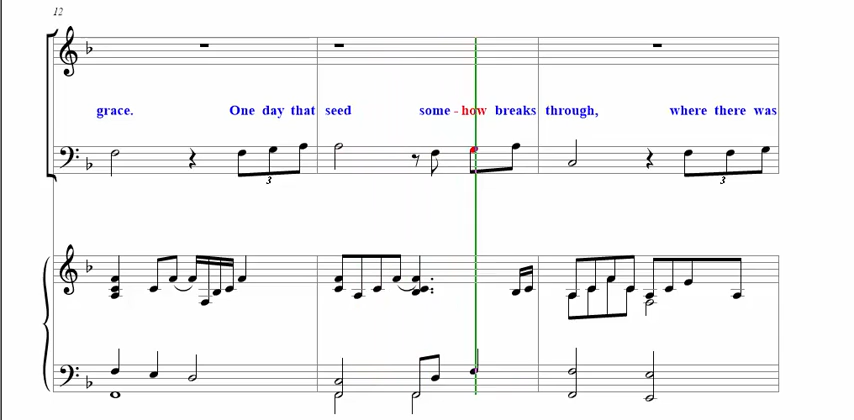 12
grace. One day that seed some - how breaks through, where there was
3 3